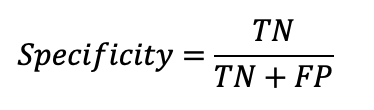 Specificity = TN / TN + FP